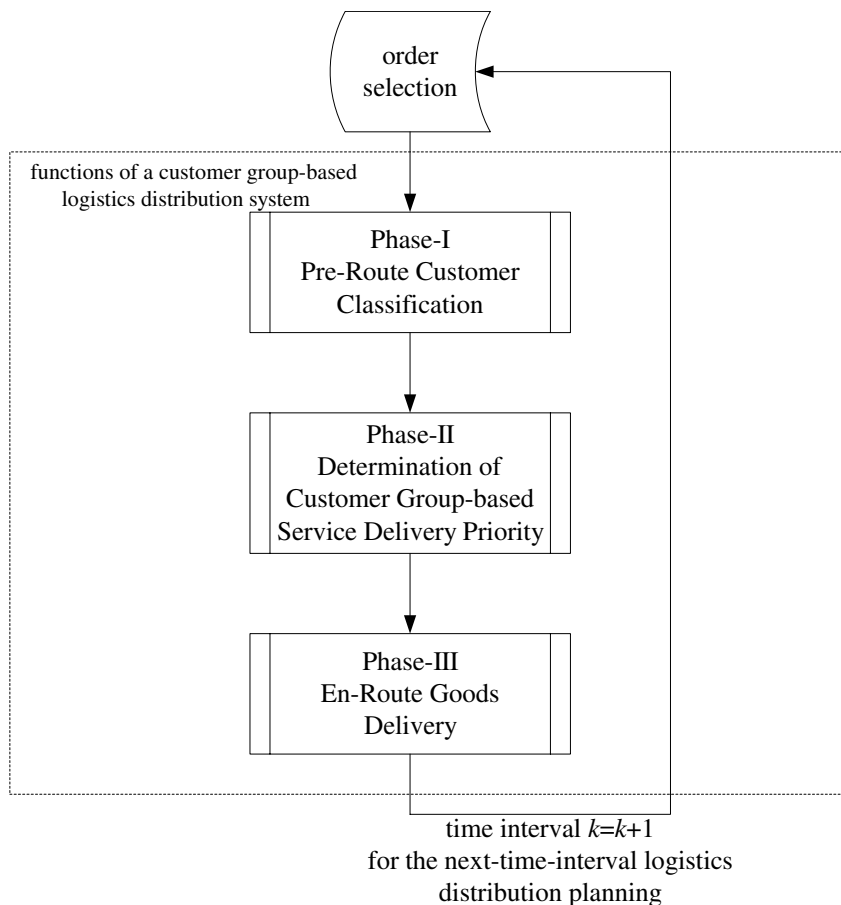 order
selection
functions of a customer group-based
logistics distribution system
Phase-I
Pre-Route Customer
Classification
Phase-II
Determination of
Customer Group-based
Service Delivery Priority
Phase-III
En-Route Goods
Delivery
time interval k=k+1
for the next-time-interval logistics
distribution planning